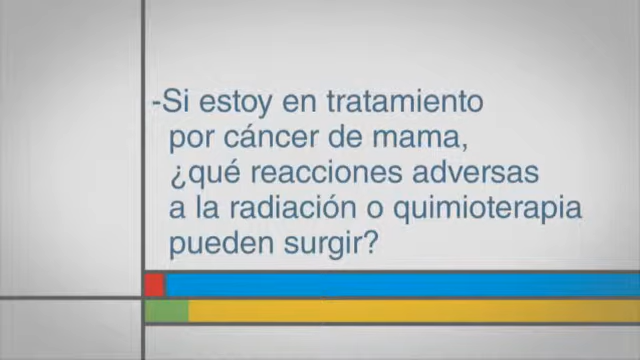 -Si estoy en tratamiento
por cáncer de mama,
¿qué reacciones adversas
a la radiación o quimioterapia
pueden surgir?